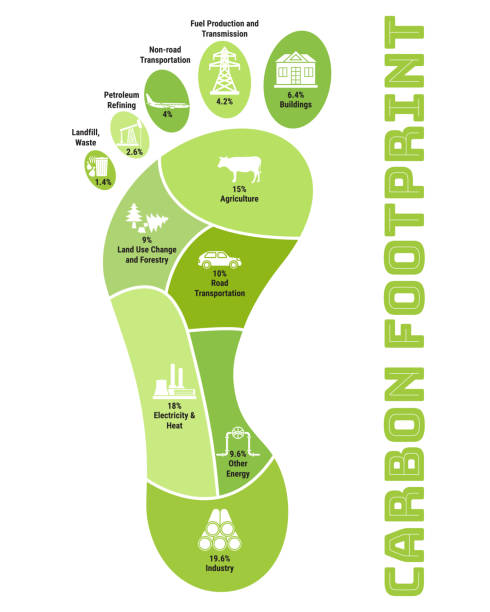 Fuel Production and
Transmission
4.2%
6.4%
Buildings
Non-road
Transportation
4%
Petroleum
Refining
2.6%
Landfill,
Waste
1.4%
15%
Agriculture
9%
Land Use Change
and Forestry
10%
Road
Transportation
18%
Electricity &
Heat
9.6%
Other
Energy
19.6%
Industry
CARBON FOOTPRINT